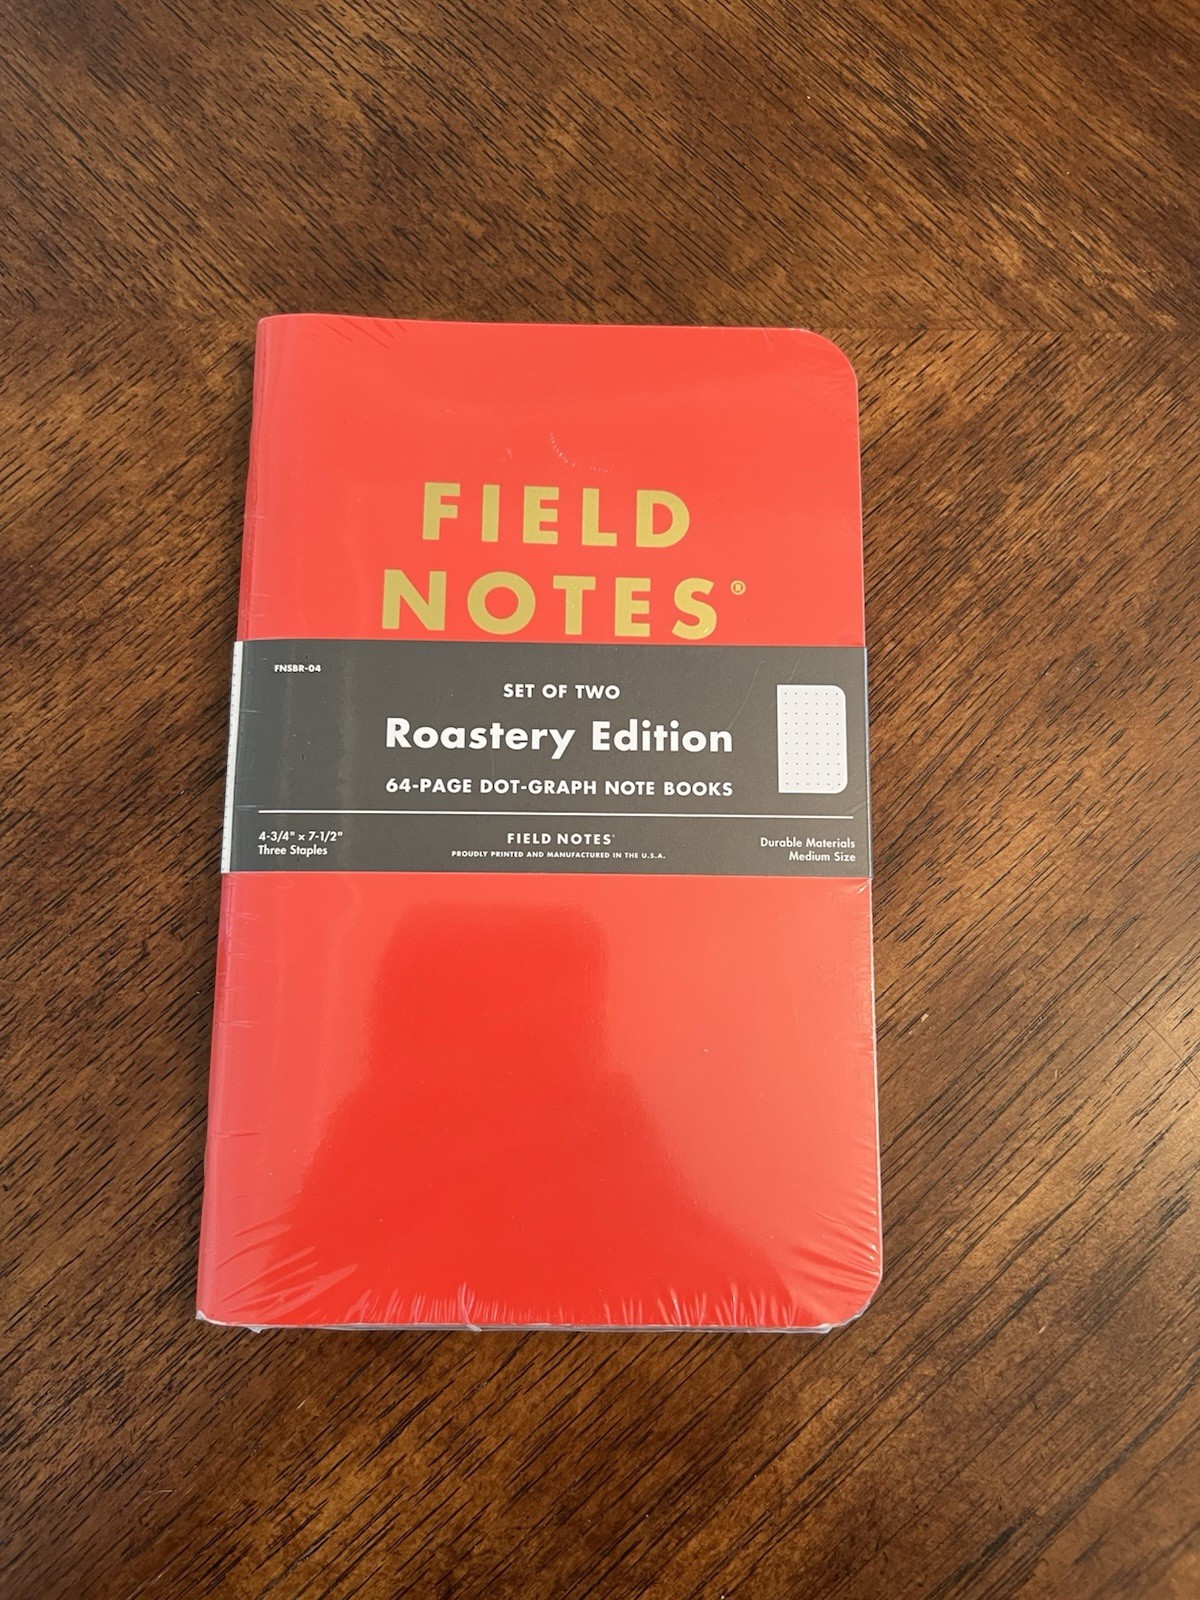 FIELD
NOTES®
FNSBR-04
SET OF TWO
Roastery Edition
64-PAGE DOT-GRAPH NOTE BOOKS
4-3/4" x 7-1/2"
Three Staples
FIELD NOTES®
PROUDLY PRINTED AND MANUFACTURED IN THE U.S.A.
Durable Materials
Medium Size